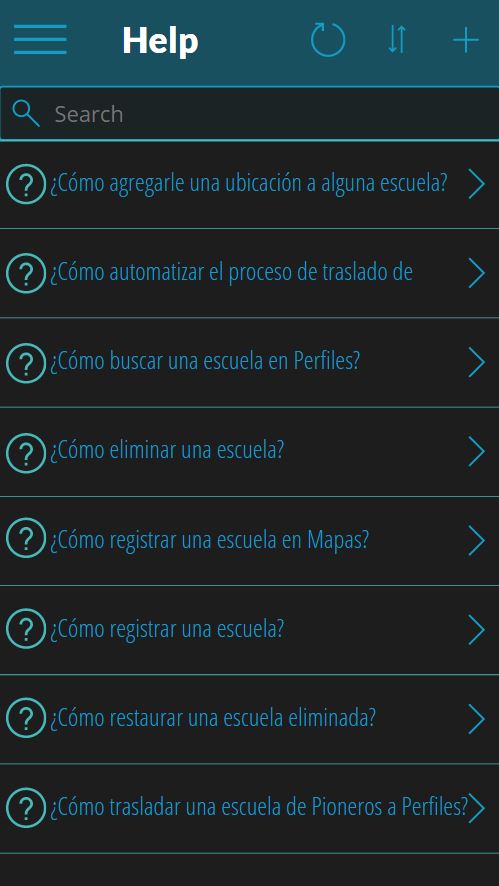 Help
Search
¿Cómo agregarle una ubicación a alguna escuela?
¿Cómo automatizar el proceso de traslado de
¿Cómo buscar una escuela en Perfiles?
¿Cómo eliminar una escuela?
¿Cómo registrar una escuela en Mapas?
¿Cómo registrar una escuela?
¿Cómo restaurar una escuela eliminada?
¿Cómo trasladar una escuela de Pioneros a Perfiles?